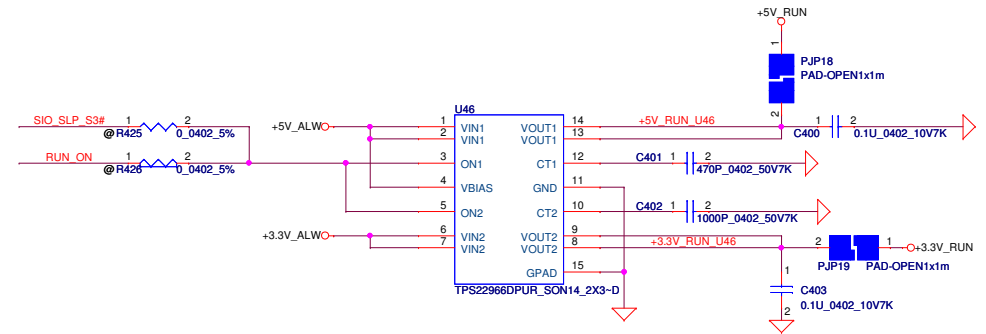 +5V_RUN
1
PJP18
PAD-OPEN1x1m
2
U46
SIO_SLP_S3#
1
2
@R425
0_0402_5%
+5V_ALW
1
VIN1
VOUT1
14
+5V_RUN_U46
2
VIN1
VOUT1
13
C400
1
2
0.1U_0402_10V7K
RUN_ON
1
2
@R426
0_0402_5%
3
ON1
CT1
12
C401
1
2
470P_0402_50V7K
4
VBIAS
GND
11
5
ON2
CT2
10
C402
1
2
1000P_0402_50V7K
+3.3V_ALW
6
VIN2
VOUT2
9
7
VIN2
VOUT2
8
+3.3V_RUN_U46
2
1
+3.3V_RUN
PJP19
PAD-OPEN1x1m
GPAD
15
TPS22966DPUR_SON14_2X3~D
1
C403
0.1U_0402_10V7K
2